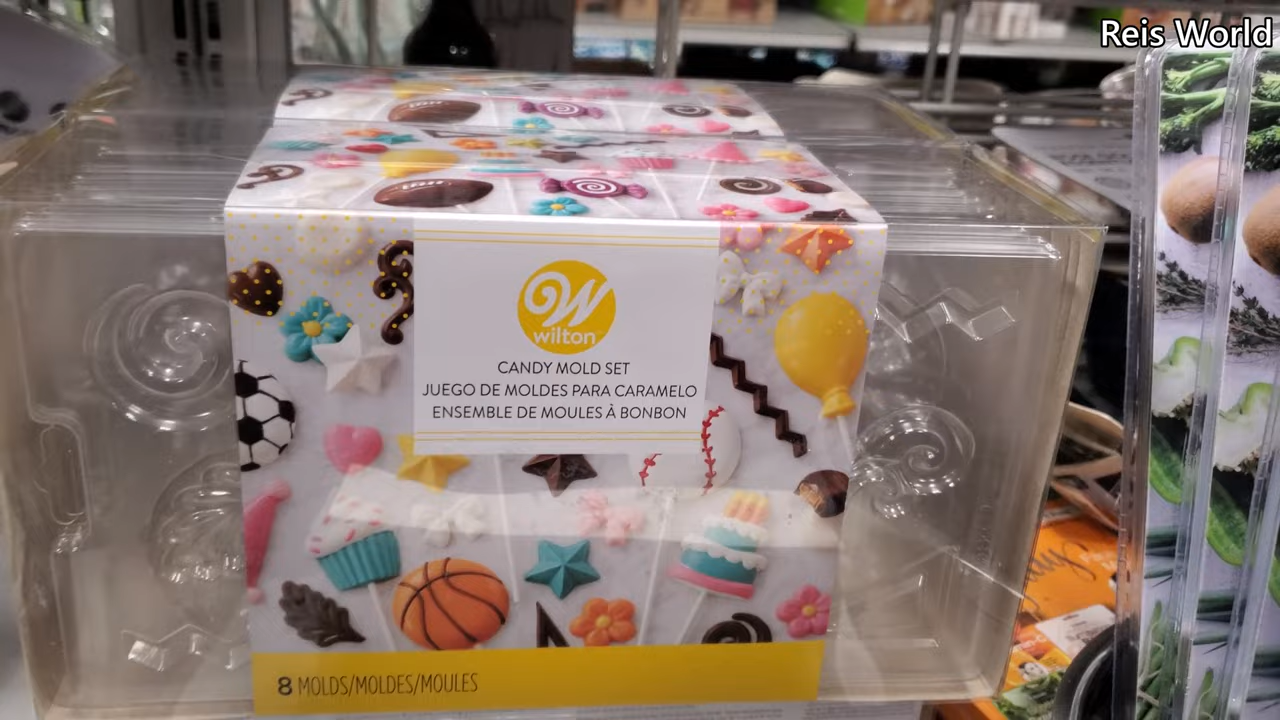 Reis World
wilton
CANDY MOLD SET
JUEGO DE MOLDES PARA CARAMELO
ENSEMBLE DE MOULES À BONBON
8 MOLDS/MOLDES/MOULES